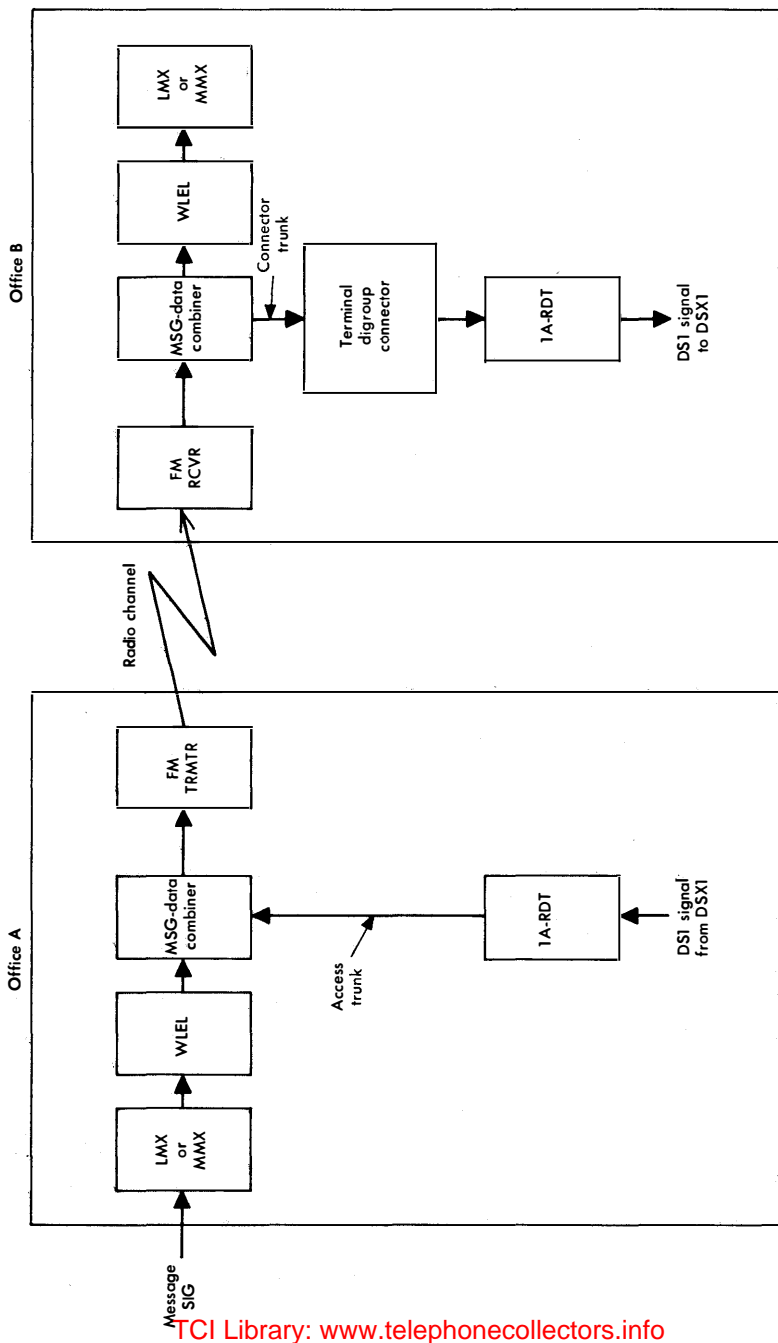 Office A
Message
SIG
LMX
or
MMX
WLEL
MSG-data
combiner
FM
TRMTR
Access
trunk
1A-RDT
DS1 signal
from DSX1
Radio channel
Office B
FM
RCVR
MSG-data
combiner
WLEL
LMX
or
MMX
Connector
trunk
Terminal
digroup
connector
1A-RDT
DS1 signal
to DSX1
TCI Library: www.telephonecollectors.info